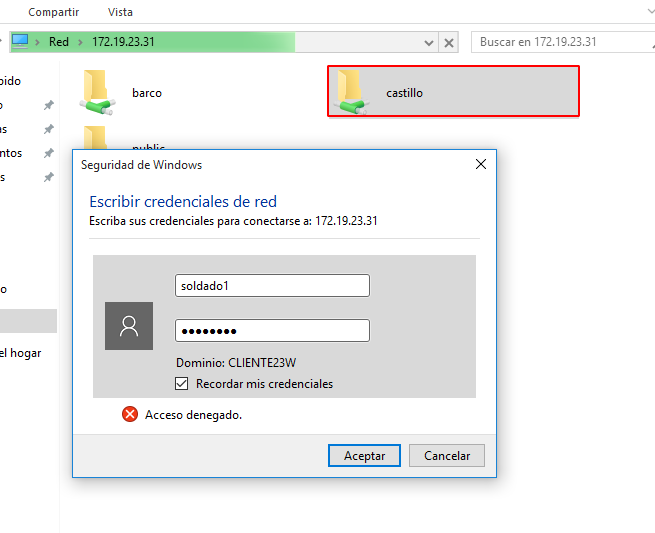 Compartir Vista
Red 172.19.23.31 Buscar en 172.19.23.31
barco castillo
public
Seguridad de Windows
Escribir credenciales de red
Escriba sus credenciales para conectarse a: 172.19.23.31
soldado1
Dominio: CLIENTE23W
Recordar mis credenciales
Acceso denegado.
Aceptar Cancelar
pido
o
as
ntos
s
o
el hogar